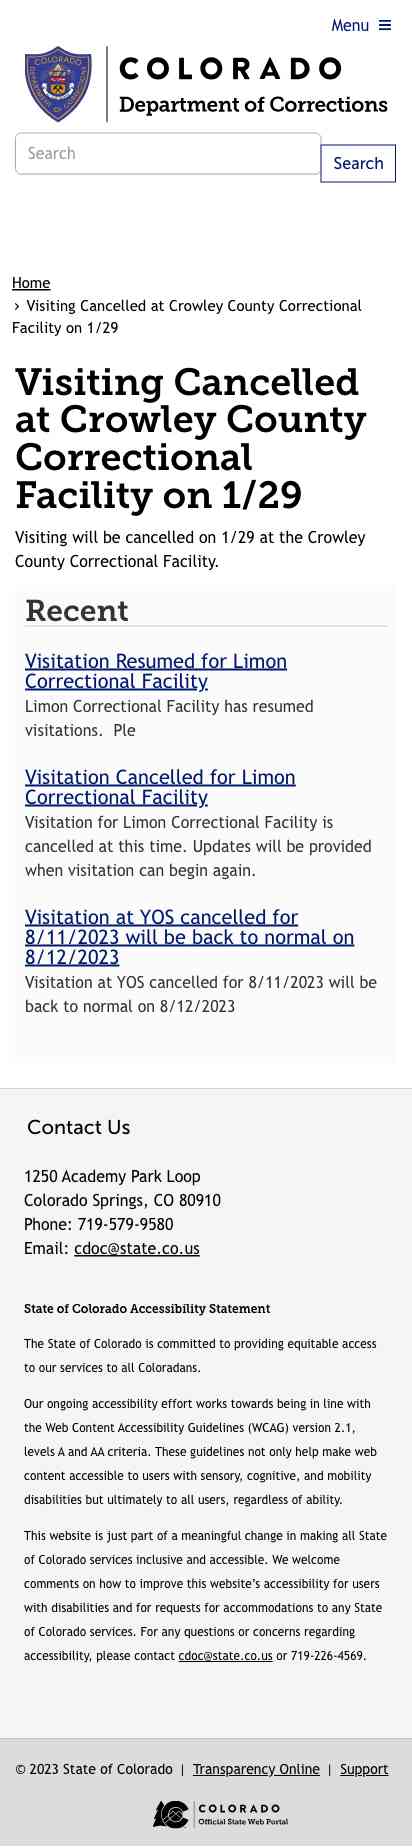 Menu ≡
COLORADO
COLORADO
Department of Corrections
Search
Search
Home
› Visiting Cancelled at Crowley County Correctional
Facility on 1/29
Visiting Cancelled
at Crowley County
Correctional
Facility on 1/29
Visiting will be cancelled on 1/29 at the Crowley
County Correctional Facility.
Recent
Visitation Resumed for Limon
Correctional Facility
Limon Correctional Facility has resumed
visitations.  Ple
Visitation Cancelled for Limon
Correctional Facility
Visitation for Limon Correctional Facility is
cancelled at this time. Updates will be provided
when visitation can begin again.
Visitation at YOS cancelled for
8/11/2023 will be back to normal on
8/12/2023
Visitation at YOS cancelled for 8/11/2023 will be
back to normal on 8/12/2023
Contact Us
1250 Academy Park Loop
Colorado Springs, CO 80910
Phone: 719-579-9580
Email: cdoc@state.co.us
State of Colorado Accessibility Statement
The State of Colorado is committed to providing equitable access
to our services to all Coloradans.
Our ongoing accessibility effort works towards being in line with
the Web Content Accessibility Guidelines (WCAG) version 2.1,
levels A and AA criteria. These guidelines not only help make web
content accessible to users with sensory, cognitive, and mobility
disabilities but ultimately to all users, regardless of ability.
This website is just part of a meaningful change in making all State
of Colorado services inclusive and accessible. We welcome
comments on how to improve this website's accessibility for users
with disabilities and for requests for accommodations to any State
of Colorado services. For any questions or concerns regarding
accessibility, please contact cdoc@state.co.us or 719-226-4569.
© 2023 State of Colorado | Transparency Online | Support
COLORADO
Official State Web Portal